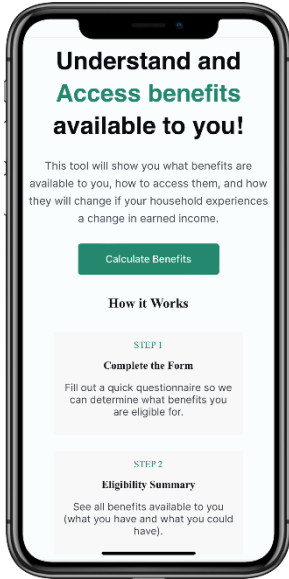 Understand and
Access benefits
available to you!
This tool will show you what benefits are
available to you, how to access them, and how
they will change if your household experiences
a change in earned income.
Calculate Benefits
How it Works
STEP 1
Complete the Form
Fill out a quick questionnaire so we
can determine what benefits you
are eligible for.
STEP 2
Eligibility Summary
See all benefits available to you
(what you have and what you could
have).